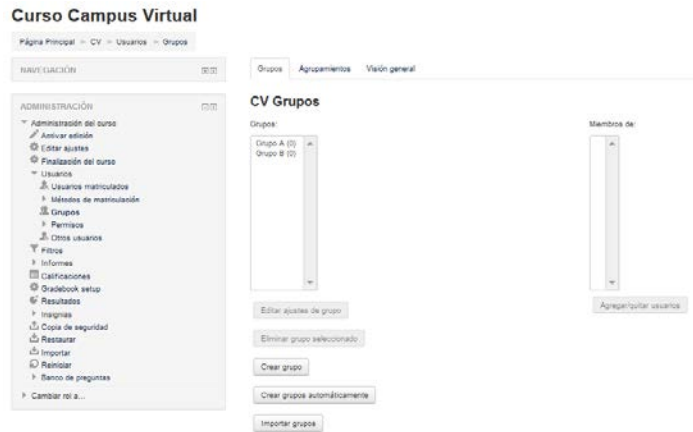 Curso Campus Virtual
Página Principal > CV > Usuarios > Grupos
NAVEGACIÓN
ADMINISTRACIÓN
Administración del curso
Activar edición
Editar ajustes
Finalización del curso
Usuarios
Usuarios matriculados
Métodos de matriculación
Grupos
Permisos
Otros usuarios
Filtros
Informes
Calificaciones
Gradebook setup
Resultados
Insignias
Copia de seguridad
Restaurar
Importar
Reiniciar
Banco de preguntas
Cambiar rol a...
Grupos Agrupamientos Visión general
CV Grupos
Grupos:
Grupo A (0)
Grupo B (0)
Editar ajustes de grupo
Eliminar grupo seleccionado
Crear grupo
Crear grupos automáticamente
Importar grupos
Miembros de:
Agregar/quitar usuarios